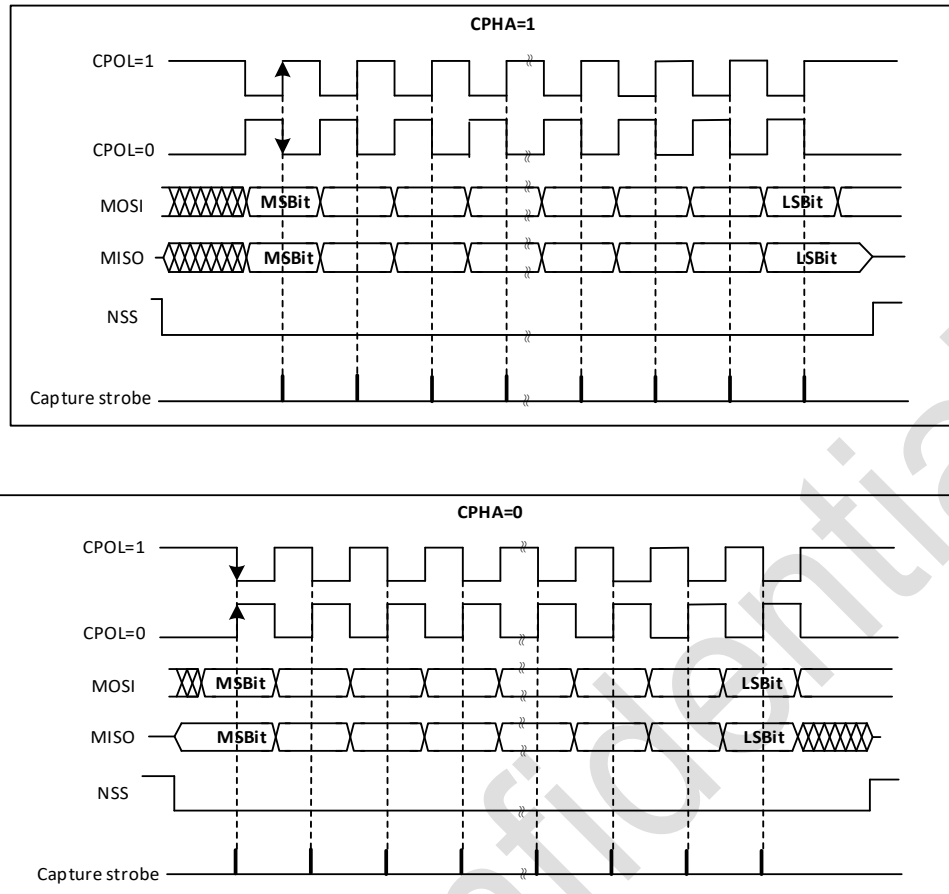 CPHA=1
CPOL=1
CPOL=0
MOSI MSBit LSBit
MISO MSBit LSBit
NSS
Capture strobe
CPHA=0
CPOL=1
CPOL=0
MOSI MSBit LSBit
MISO MSBit LSBit
NSS
Capture strobe